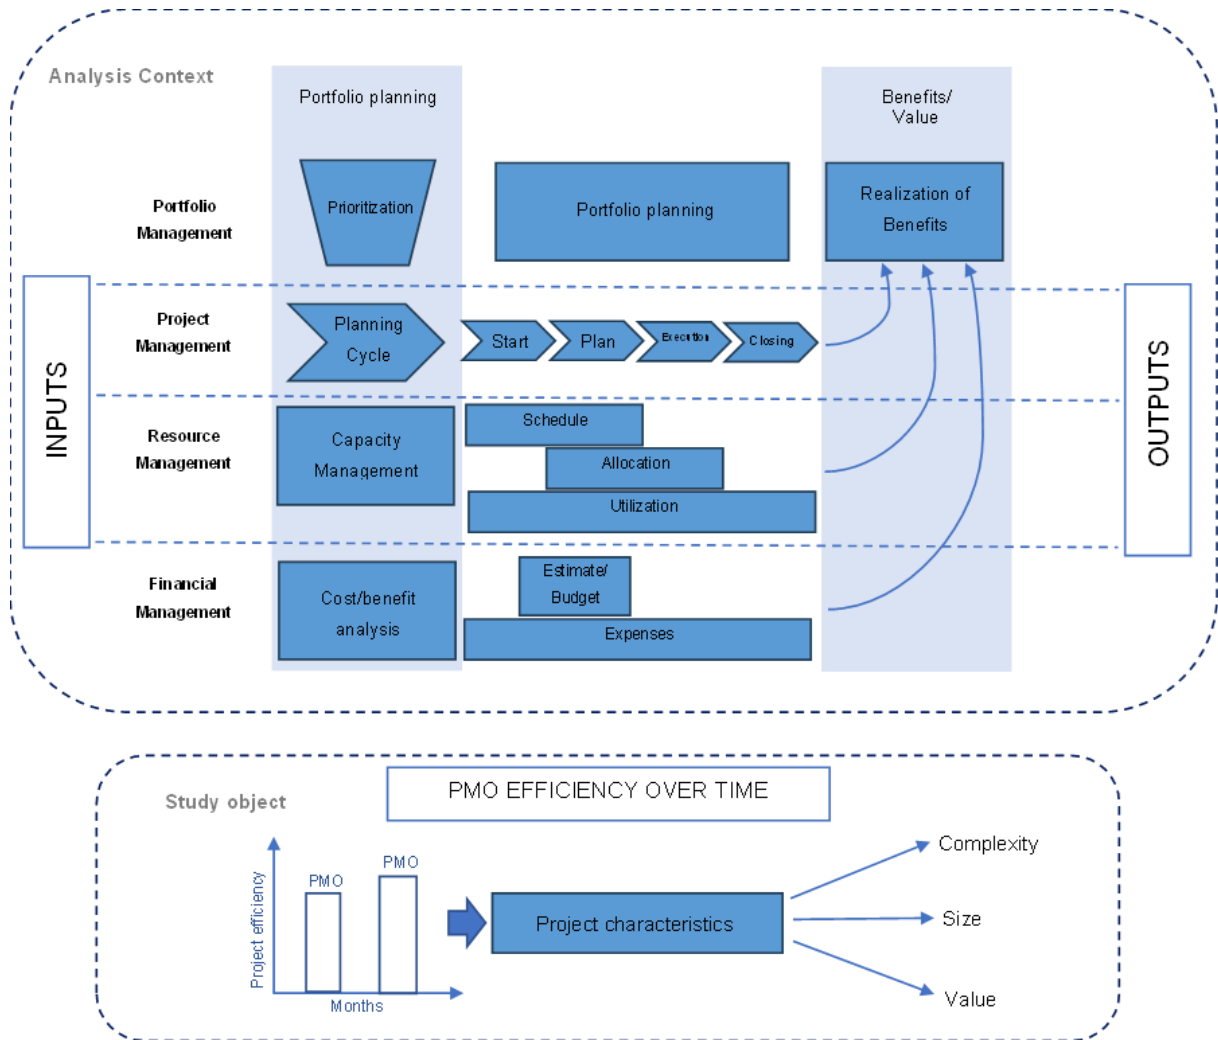 Analysis Context
Portfolio planning
Benefits/
Value
Portfolio
Management
Prioritization
Portfolio planning
Realization of
Benefits
INPUTS
OUTPUTS
Project
Management
Planning
Cycle
Start
Plan
Execution
Closing
Resource
Management
Capacity
Management
Schedule
Allocation
Utilization
Financial
Management
Cost/benefit
analysis
Estimate/
Budget
Expenses
PMO EFFICIENCY OVER TIME
Study object
Project efficiency
PMO
PMO
Months
Project characteristics
Complexity
Size
Value